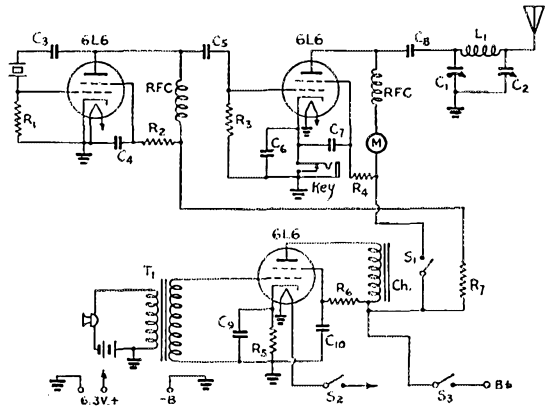 6L6
6L6
C3
C5
C8
L1
RFC
RFC
C1
C2
R1
R2
R3
C4
C6
C7
M
R4
Key
6L6
S1
T1
R6
Ch.
R7
C9
R5
C10
S2
S3
B+
6.3V.+
-B